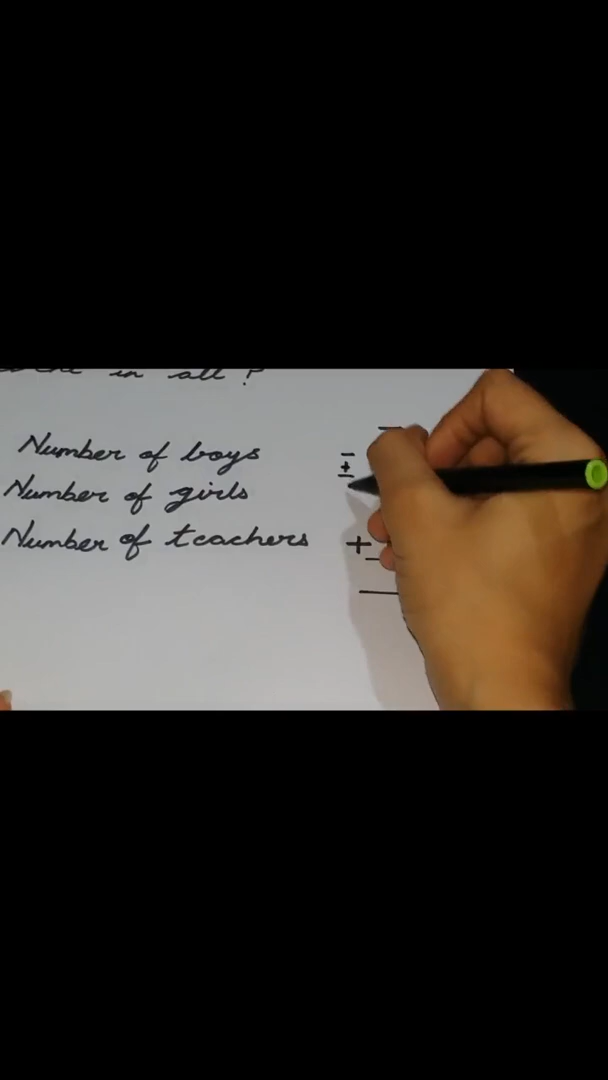 in all ?
Number of boys
Number of girls
Number of teachers +